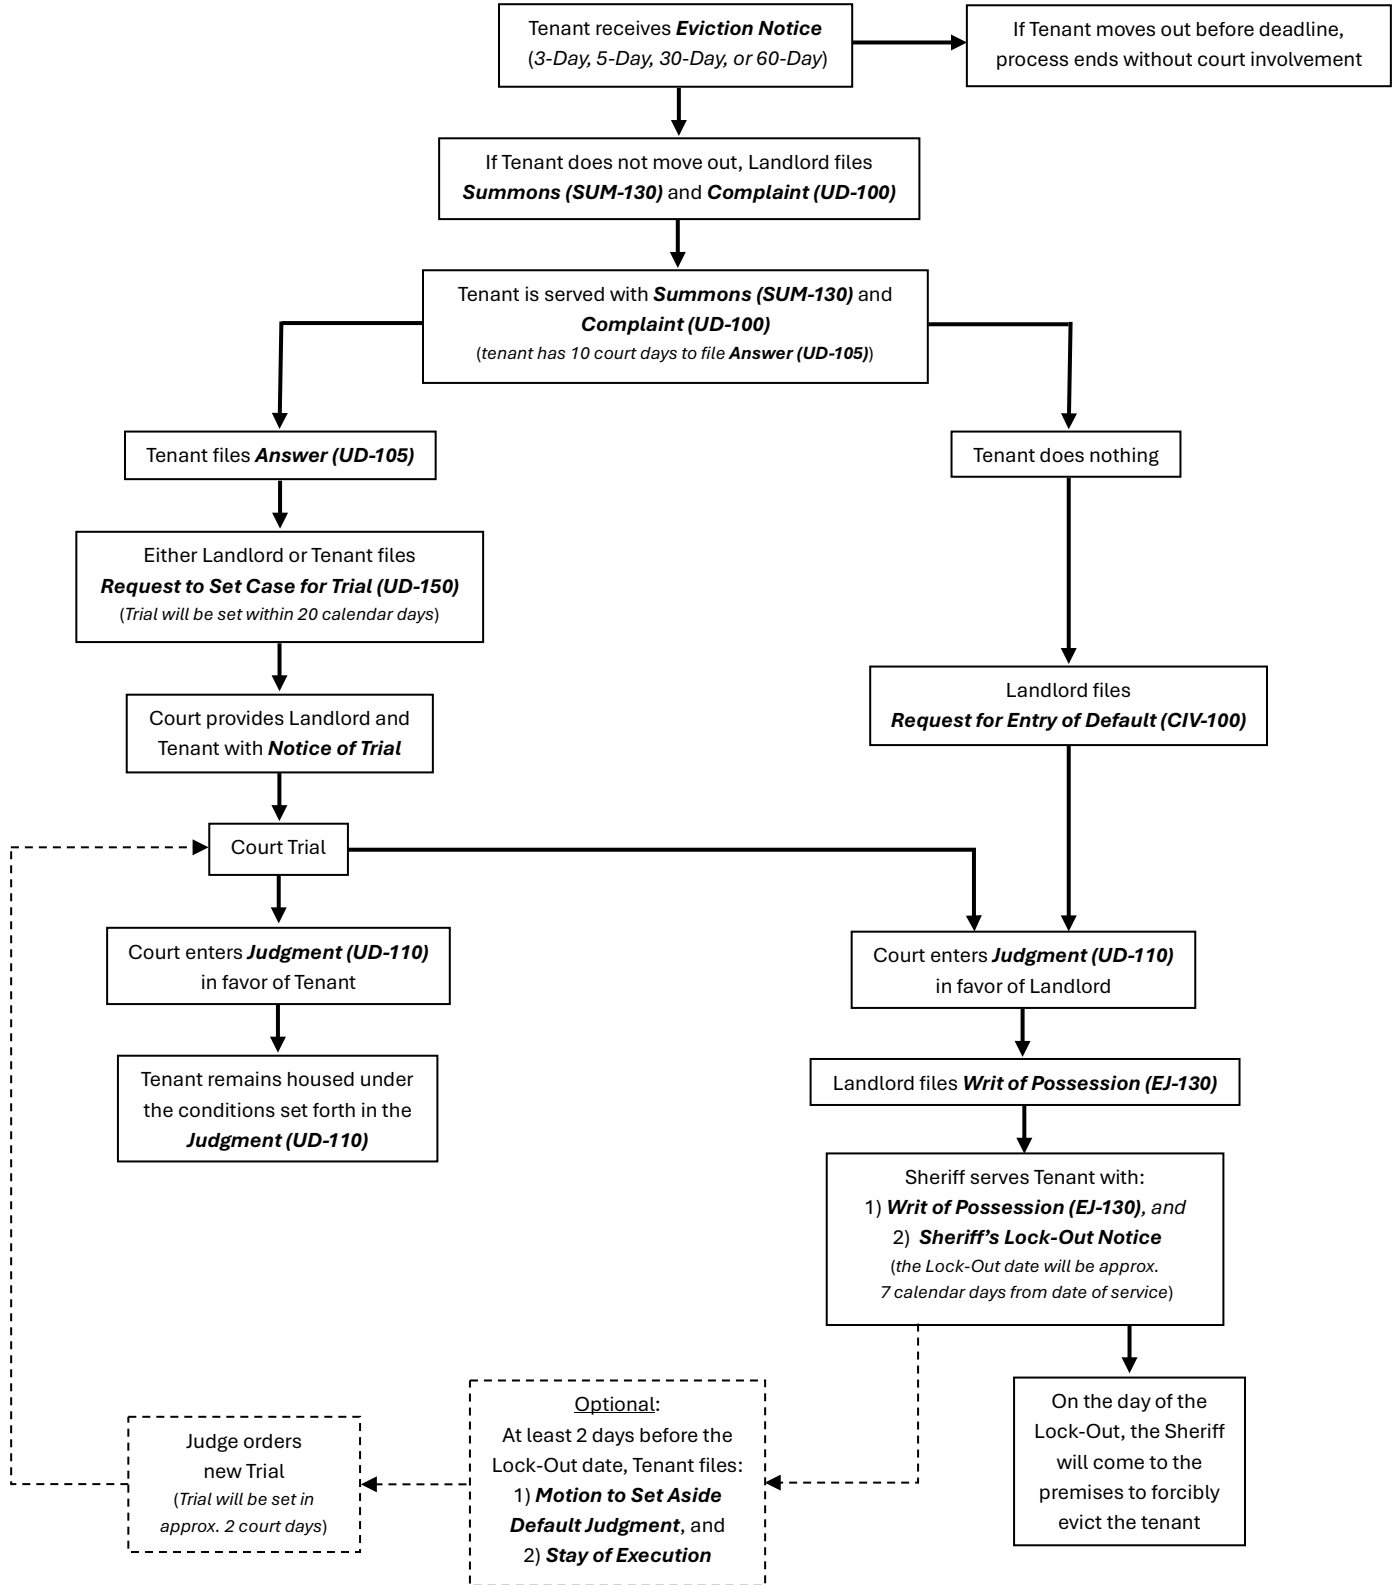 Tenant receives Eviction Notice
(3-Day, 5-Day, 30-Day, or 60-Day)
If Tenant moves out before deadline,
process ends without court involvement
If Tenant does not move out, Landlord files
Summons (SUM-130) and Complaint (UD-100)
Tenant is served with Summons (SUM-130) and
Complaint (UD-100)
(tenant has 10 court days to file Answer (UD-105))
Tenant files Answer (UD-105)
Tenant does nothing
Either Landlord or Tenant files
Request to Set Case for Trial (UD-150)
(Trial will be set within 20 calendar days)
Landlord files
Request for Entry of Default (CIV-100)
Court provides Landlord and
Tenant with Notice of Trial
Court Trial
Court enters Judgment (UD-110)
in favor of Tenant
Court enters Judgment (UD-110)
in favor of Landlord
Tenant remains housed under
the conditions set forth in the
Judgment (UD-110)
Landlord files Writ of Possession (EJ-130)
Sheriff serves Tenant with:
1) Writ of Possession (EJ-130), and
2) Sheriff’s Lock-Out Notice
(the Lock-Out date will be approx.
7 calendar days from date of service)
On the day of the
Lock-Out, the Sheriff
will come to the
premises to forcibly
evict the tenant
Optional:
At least 2 days before the
Lock-Out date, Tenant files:
1) Motion to Set Aside
Default Judgment, and
2) Stay of Execution
Judge orders
new Trial
(Trial will be set in
approx. 2 court days)